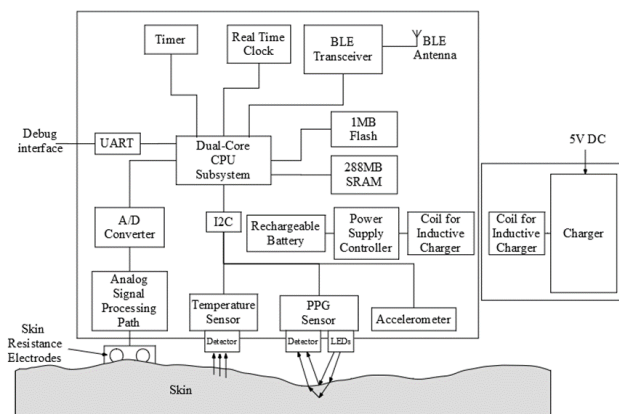 Timer
Real Time
Clock
BLE
Transceiver
BLE
Antenna
1MB
Flash
Debug
interface
UART
Dual-Core
CPU
Subsystem
288MB
SRAM
5V DC
A/D
Converter
I2C
Rechargeable
Battery
Power
Supply
Controller
Coil for
Inductive
Charger
Coil for
Inductive
Charger
Charger
Analog
Signal
Processing
Path
Temperature
Sensor
PPG
Sensor
Accelerometer
Skin
Resistance
Electrodes
Detector
Detector
LEDs
Skin